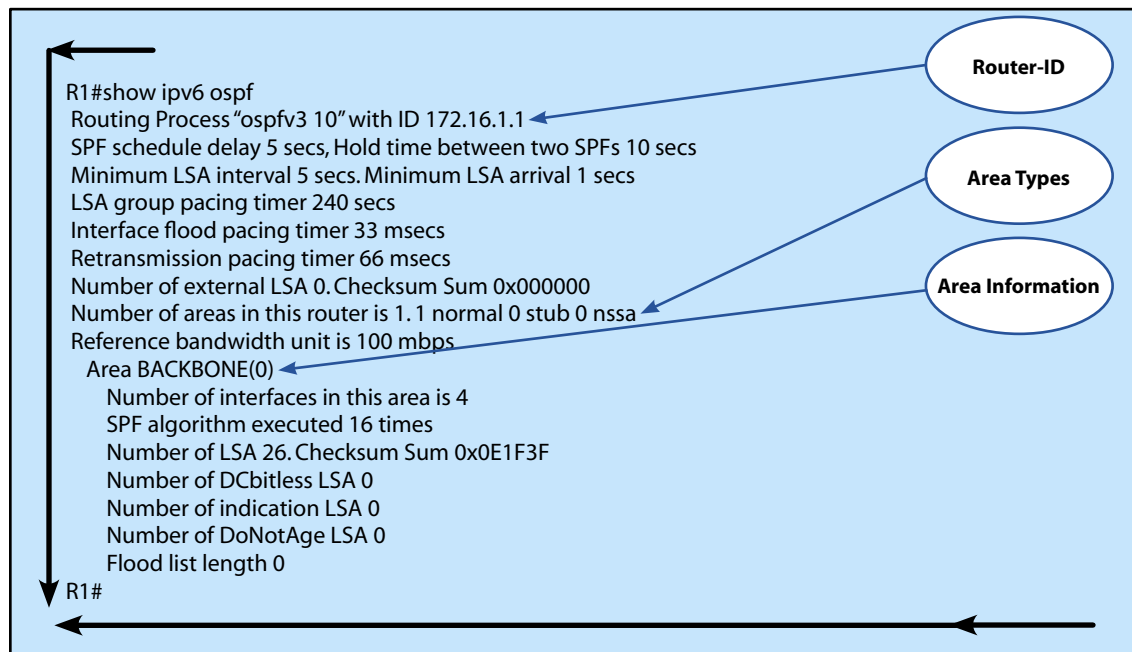 Router-ID
R1#show ipv6 ospf
Routing Process “ospfv3 10” with ID 172.16.1.1
SPF schedule delay 5 secs, Hold time between two SPFs 10 secs
Minimum LSA interval 5 secs. Minimum LSA arrival 1 secs
Area Types
LSA group pacing timer 240 secs
Interface flood pacing timer 33 msecs
Retransmission pacing timer 66 msecs
Number of external LSA 0. Checksum Sum 0x000000
Area Information
Number of areas in this router is 1. 1 normal 0 stub 0 nssa
Reference bandwidth unit is 100 mbps
Area BACKBONE(0)
Number of interfaces in this area is 4
SPF algorithm executed 16 times
Number of LSA 26. Checksum Sum 0x0E1F3F
Number of DCbitless LSA 0
Number of indication LSA 0
Number of DoNotAge LSA 0
Flood list length 0
R1#